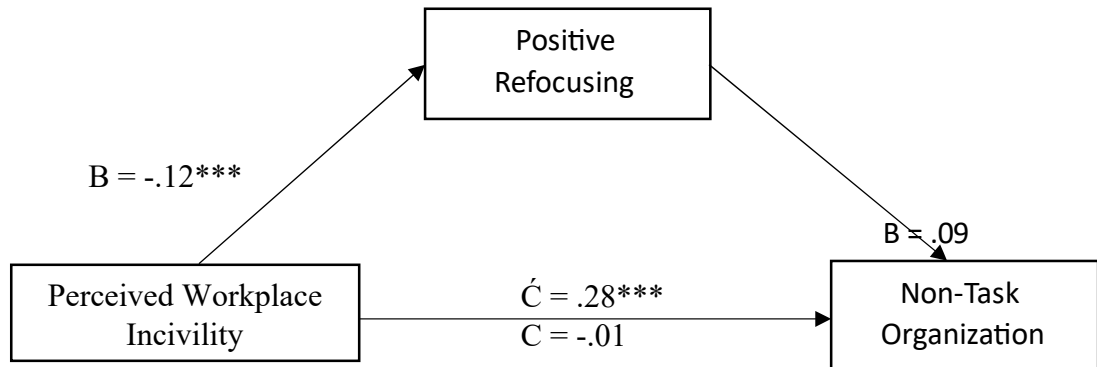 Positive
Refocusing
B = -.12***
B = .09
Perceived Workplace
Incivility
Ć = .28***
C = -.01
Non-Task
Organization